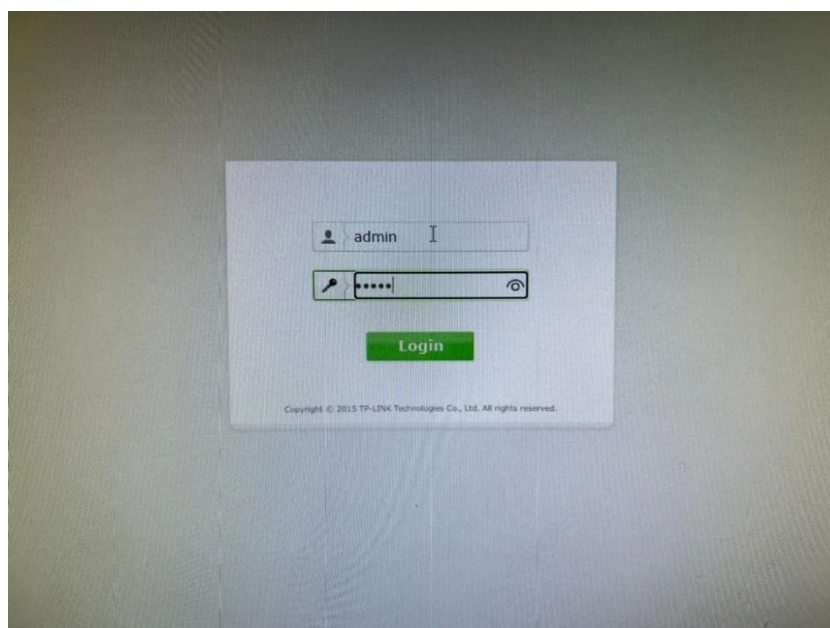 admin
•••••
Login
Copyright © 2015 TP-LINK Technologies Co., Ltd. All rights reserved.